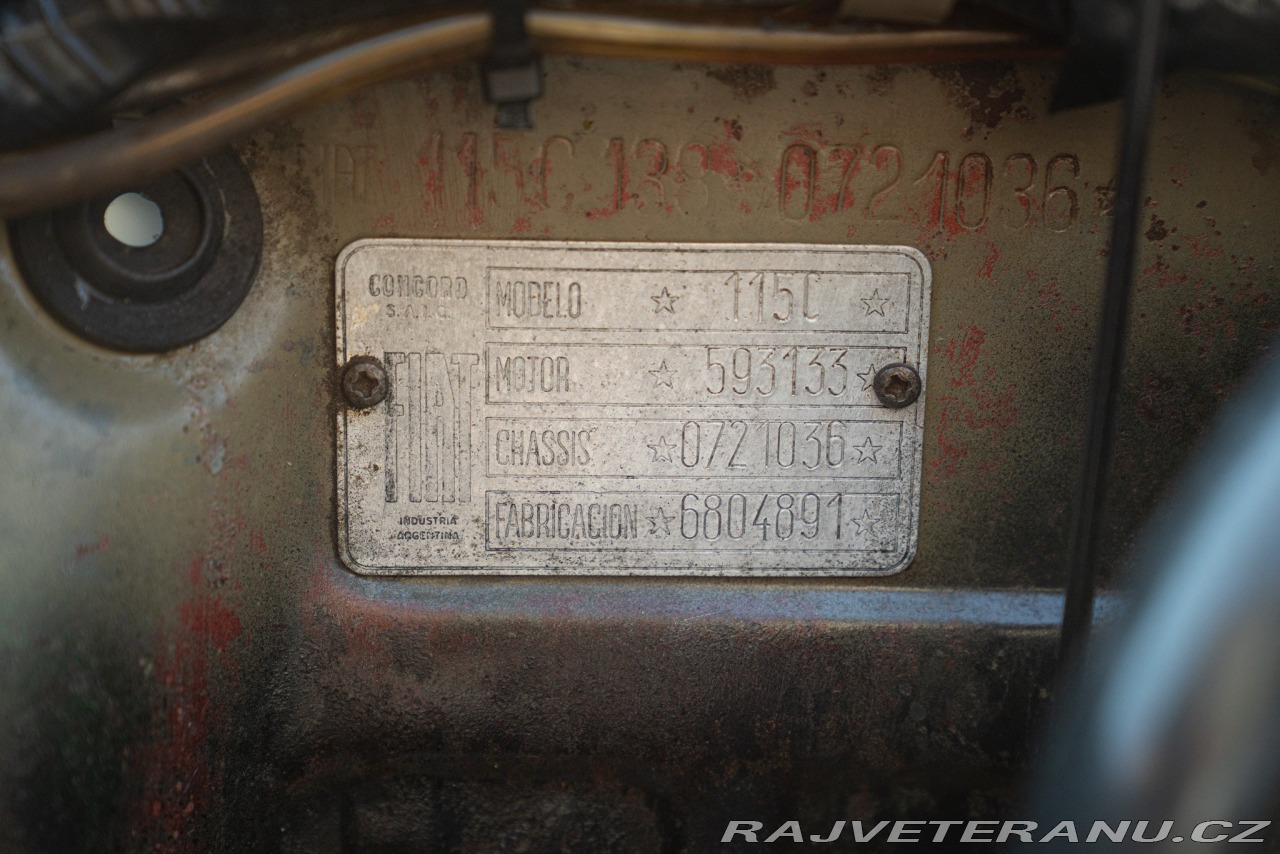 115C 138 0721036
CONCORD
S.A.I.C.
FIAT
INDUSTRIA
ARGENTINA
MODELO ☆ 115C ☆
MOTOR ☆ 593133 ☆
CHASSIS ☆ 0721036 ☆
FABRICACION ☆ 6804891 ☆
RAJVETERANU.CZ